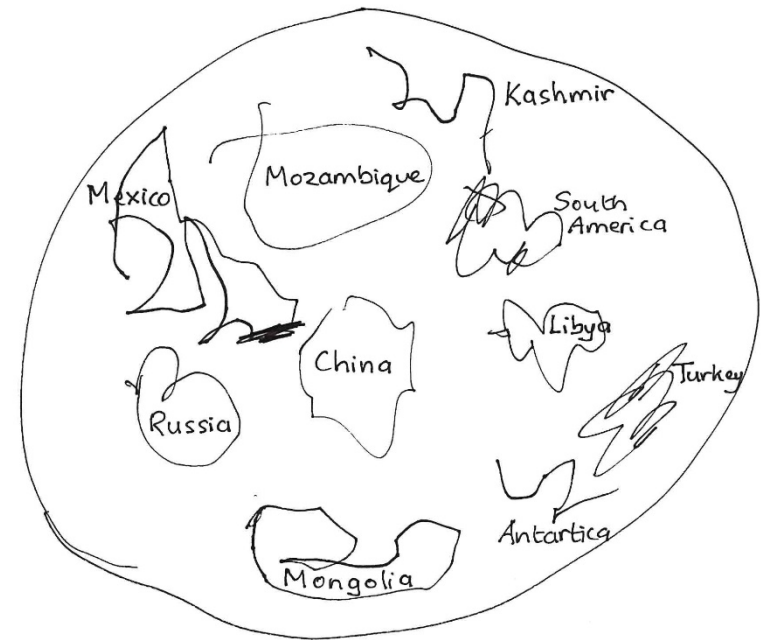 Kashmir
Mozambique
Mexico
South
America
Libya
China
Turkey
Russia
Antartica
Mongolia